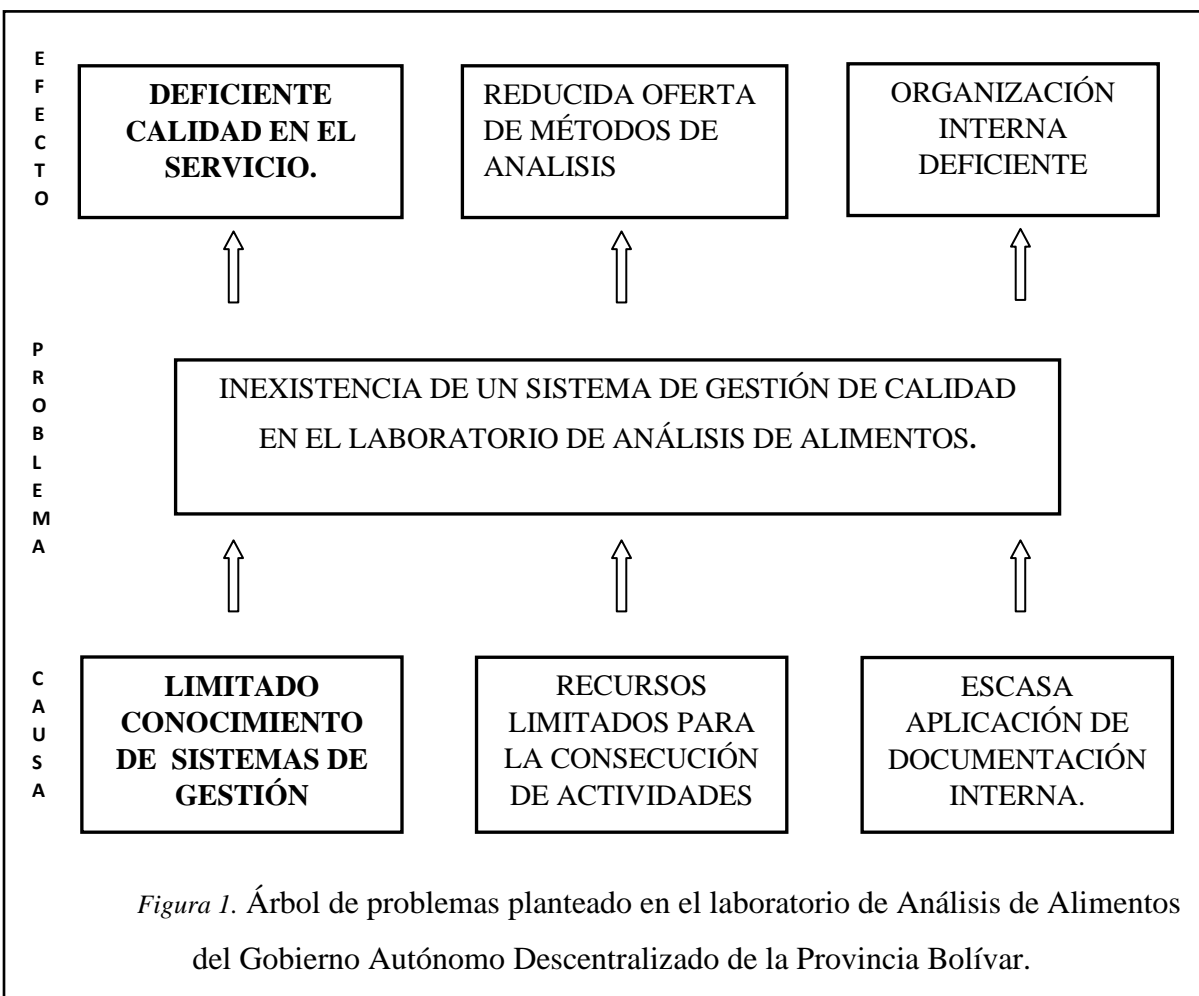 EFECTO
DEFICIENTE
CALIDAD EN EL
SERVICIO.
REDUCIDA OFERTA
DE MÉTODOS DE
ANALISIS
ORGANIZACIÓN
INTERNA
DEFICIENTE
PROBLEMA
INEXISTENCIA DE UN SISTEMA DE GESTIÓN DE CALIDAD
EN EL LABORATORIO DE ANÁLISIS DE ALIMENTOS.
CAUSA
LIMITADO
CONOCIMIENTO
DE SISTEMAS DE
GESTIÓN
RECURSOS
LIMITADOS PARA
LA CONSECUCIÓN
DE ACTIVIDADES
ESCASA
APLICACIÓN DE
DOCUMENTACIÓN
INTERNA.
Figura 1. Árbol de problemas planteado en el laboratorio de Análisis de Alimentos
del Gobierno Autónomo Descentralizado de la Provincia Bolívar.